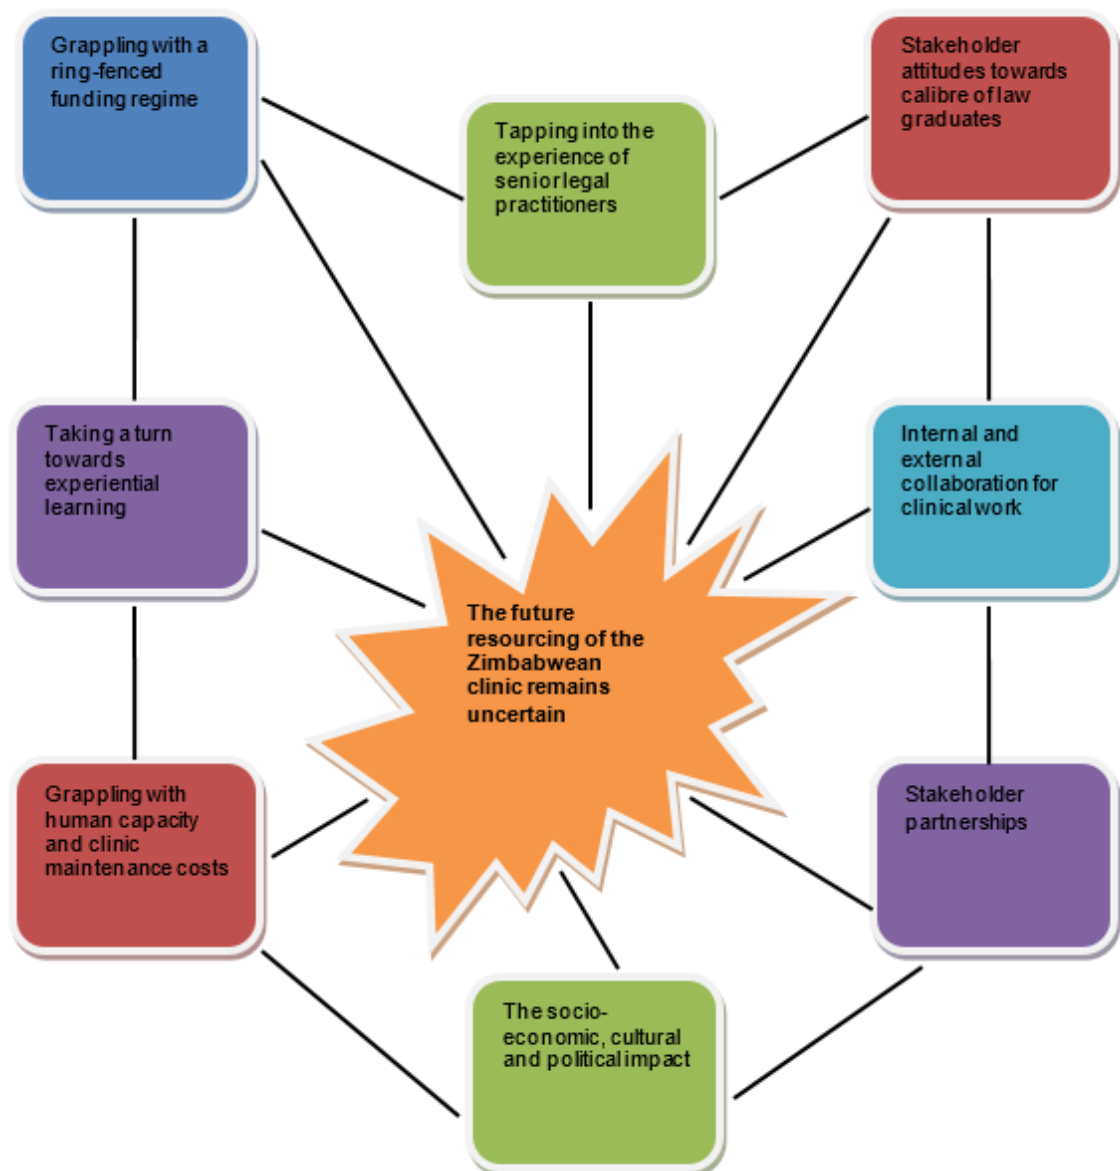 Grappling with a
ring-fenced
funding regime
Tapping into the
experience of
senior legal
practitioners
Stakeholder
attitudes towards
calibre of law
graduates
Taking a turn
towards
experiential
learning
Internal and
external
collaboration for
clinical work
The future
resourcing of the
Zimbabwean
clinic remains
uncertain
Grappling with
human capacity
and clinic
maintenance costs
Stakeholder
partnerships
The socio-
economic, cultural
and political impact